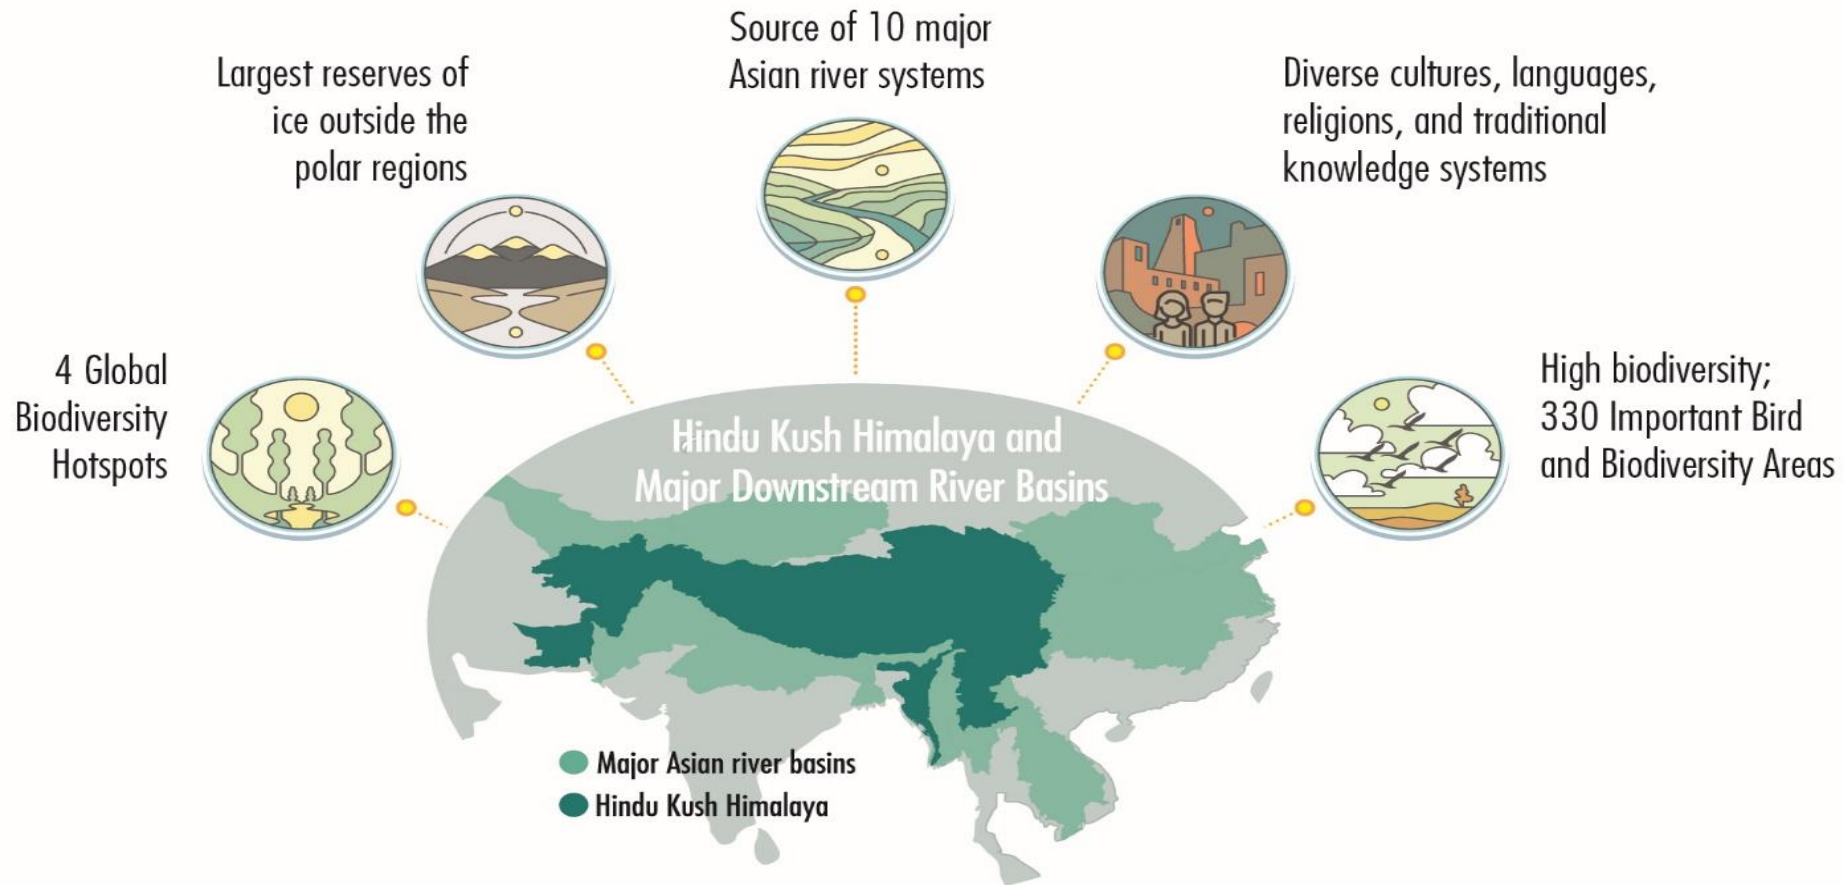 Source of 10 major
Asian river systems
Largest reserves of
ice outside the
polar regions
Diverse cultures, languages,
religions, and traditional
knowledge systems
4 Global
Biodiversity
Hotspots
High biodiversity;
330 Important Bird
and Biodiversity Areas
Hindu Kush Himalaya and
Major Downstream River Basins
Major Asian river basins
Hindu Kush Himalaya